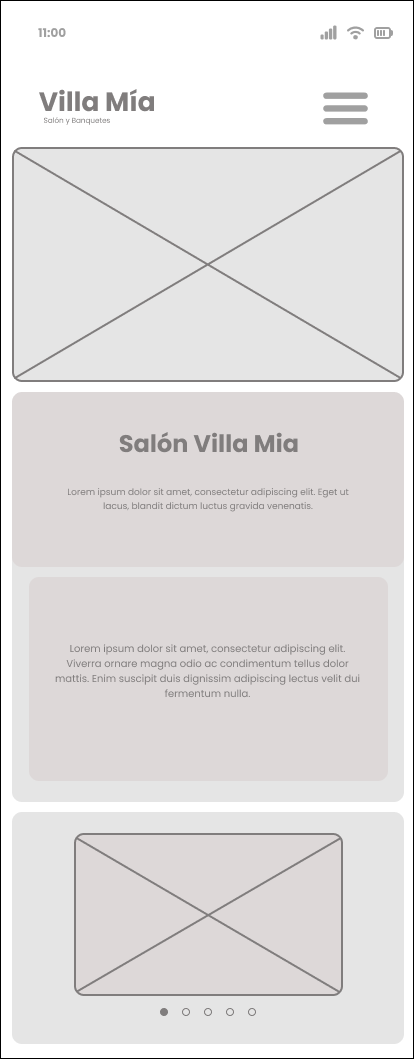 11:00
Villa Mía
Salón y Banquetes
Salón Villa Mia
Lorem ipsum dolor sit amet, consectetur adipiscing elit. Eget ut
lacus, blandit dictum luctus gravida venenatis.
Lorem ipsum dolor sit amet, consectetur adipiscing elit.
Viverra ornare magna odio ac condimentum tellus dolor
mattis. Enim suscipit duis dignissim adipiscing lectus velit dui
fermentum nulla.